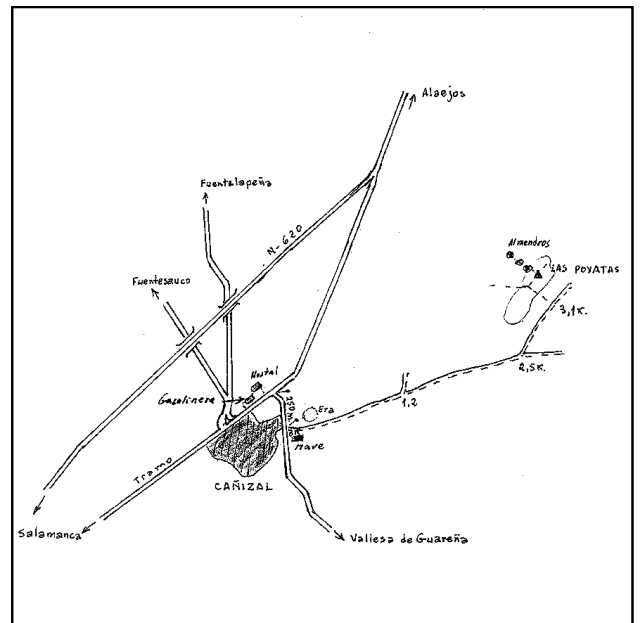 Alaejos
Fuentelapeña
N-620
Almendros
LAS POYATAS
Fuentesauco
3,1K.
2,5K.
Hostal
Gasolinera
250 m.
Era
1,2
Nave
Tramo
CAÑIZAL
Salamanca
Vallesa de Guareña